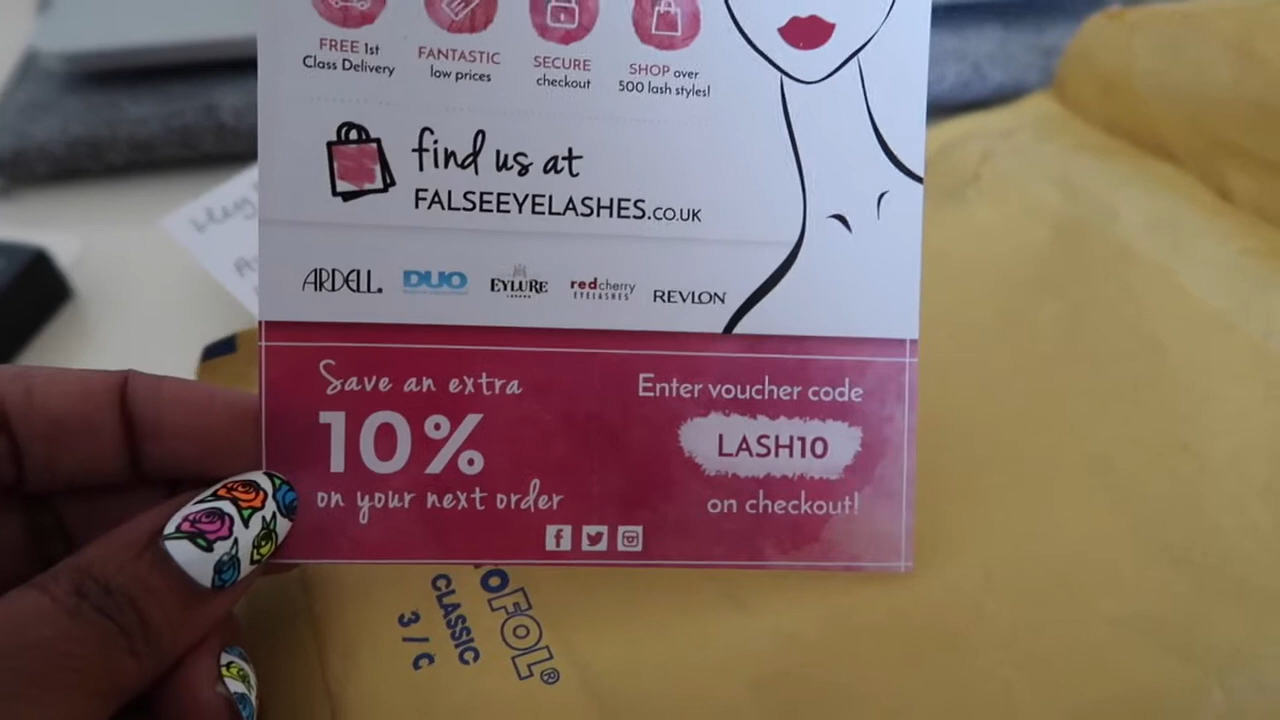 FREE 1st
Class Delivery
FANTASTIC
low prices
SECURE
checkout
SHOP over
500 lash styles!
find us at
FALSEEYELASHES.CO.UK
ARDELL
DUO
EYLURE
LONDON
redcherry
EYELASHES
REVLON
Save an extra
10%
on your next order
Enter voucher code
LASH10
on checkout!
OFOL®
CLASSIC
3 / C